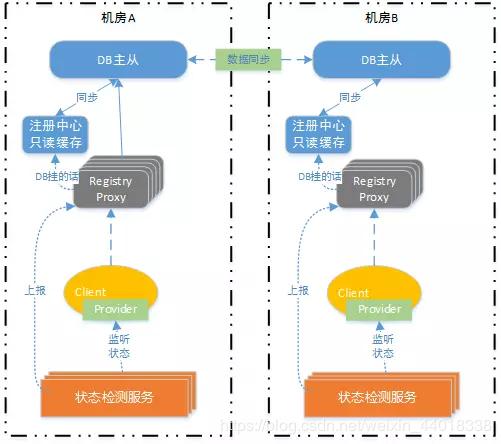 机房A
DB主从
同步
注册中心
只读缓存
DB挂的话
Registry
Proxy
上报
Client
Provider
监听
状态
状态检测服务
数据同步
机房B
DB主从
同步
注册中心
只读缓存
DB挂的话
Registry
Proxy
上报
Client
Provider
监听
状态
状态检测服务
https://blog.csdn.net/weixin_44018338